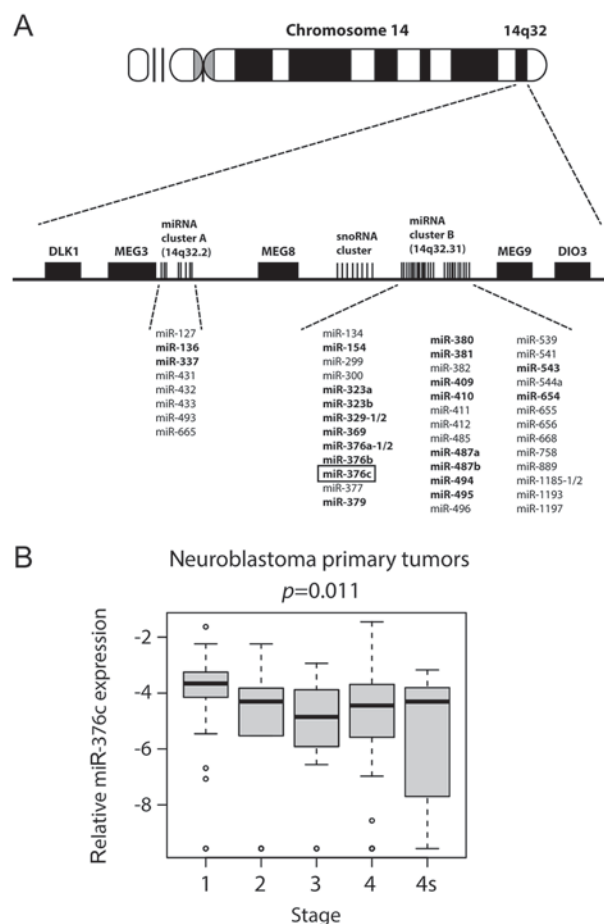 A
Chromosome 14
14q32
DLK1
MEG3
miRNA
cluster A
(14q32.2)
MEG8
snoRNA
cluster
miRNA
cluster B
(14q32.31)
MEG9
DIO3
miR-127
miR-136
miR-337
miR-431
miR-432
miR-433
miR-493
miR-665
miR-134
miR-154
miR-299
miR-300
miR-323a
miR-323b
miR-329-1/2
miR-369
miR-376a-1/2
miR-376b
miR-376c
miR-377
miR-379
miR-380
miR-381
miR-382
miR-409
miR-410
miR-411
miR-412
miR-485
miR-487a
miR-487b
miR-494
miR-495
miR-496
miR-539
miR-541
miR-543
miR-544a
miR-654
miR-655
miR-656
miR-668
miR-758
miR-889
miR-1185-1/2
miR-1193
miR-1197
B
Neuroblastoma primary tumors
p=0.011
Relative miR-376c expression
-2
-4
-6
-8
1 2 3 4 4s
Stage